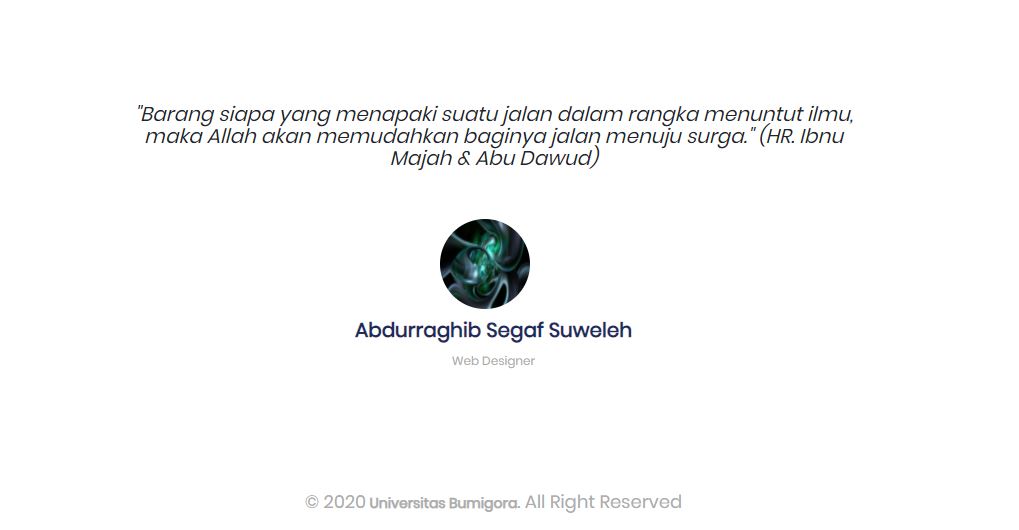 "Barang siapa yang menapaki suatu jalan dalam rangka menuntut ilmu,
maka Allah akan memudahkan baginya jalan menuju surga." (HR. Ibnu
Majah & Abu Dawud)
Abdurraghib Segaf Suweleh
Web Designer
© 2020 Universitas Bumigora. All Right Reserved